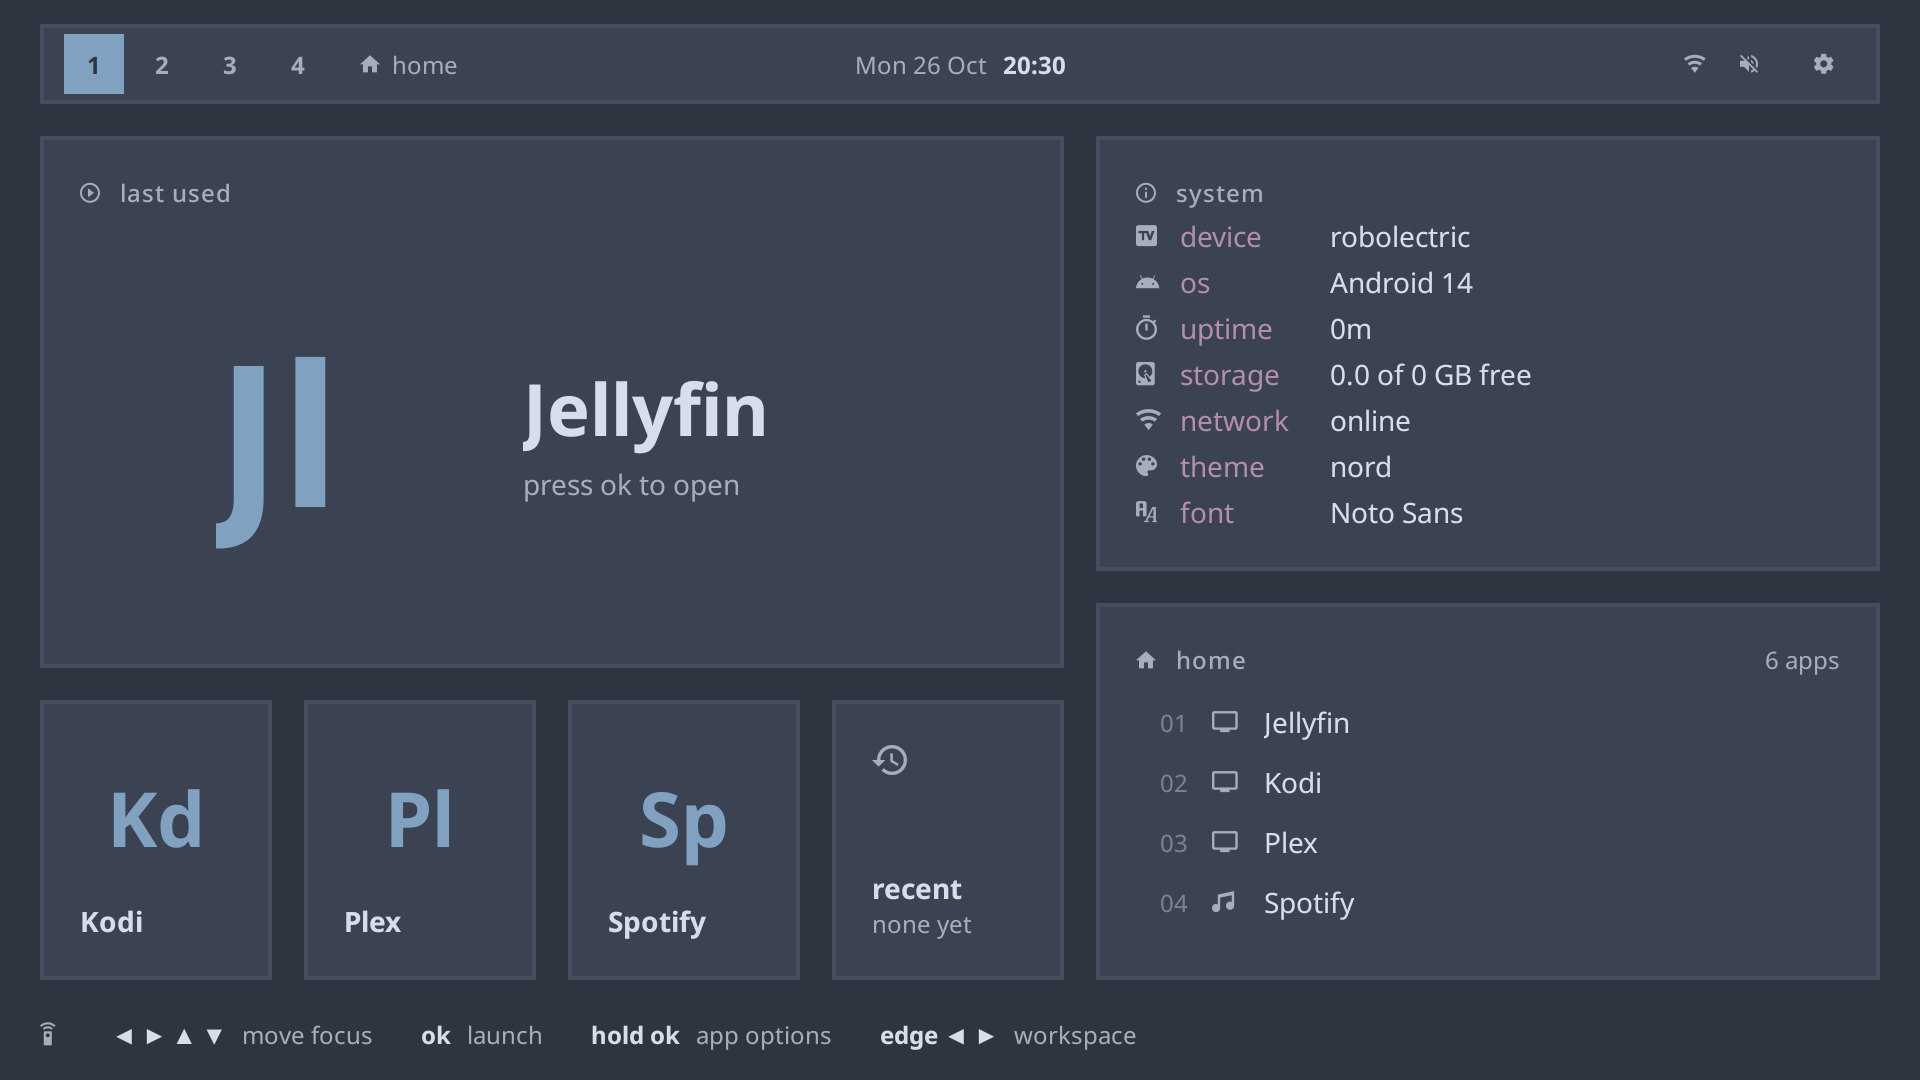 1 2 3 4 home Mon 26 Oct 20:30
last used
Jl
Jellyfin
press ok to open
system
device robolectric
os Android 14
uptime 0m
storage 0.0 of 0 GB free
network online
theme nord
font Noto Sans
Kd
Kodi
Pl
Plex
Sp
Spotify
recent
none yet
home 6 apps
01 Jellyfin
02 Kodi
03 Plex
04 Spotify
◀ ▶ ▲ ▼ move focus ok launch hold ok app options edge ◀ ▶ workspace